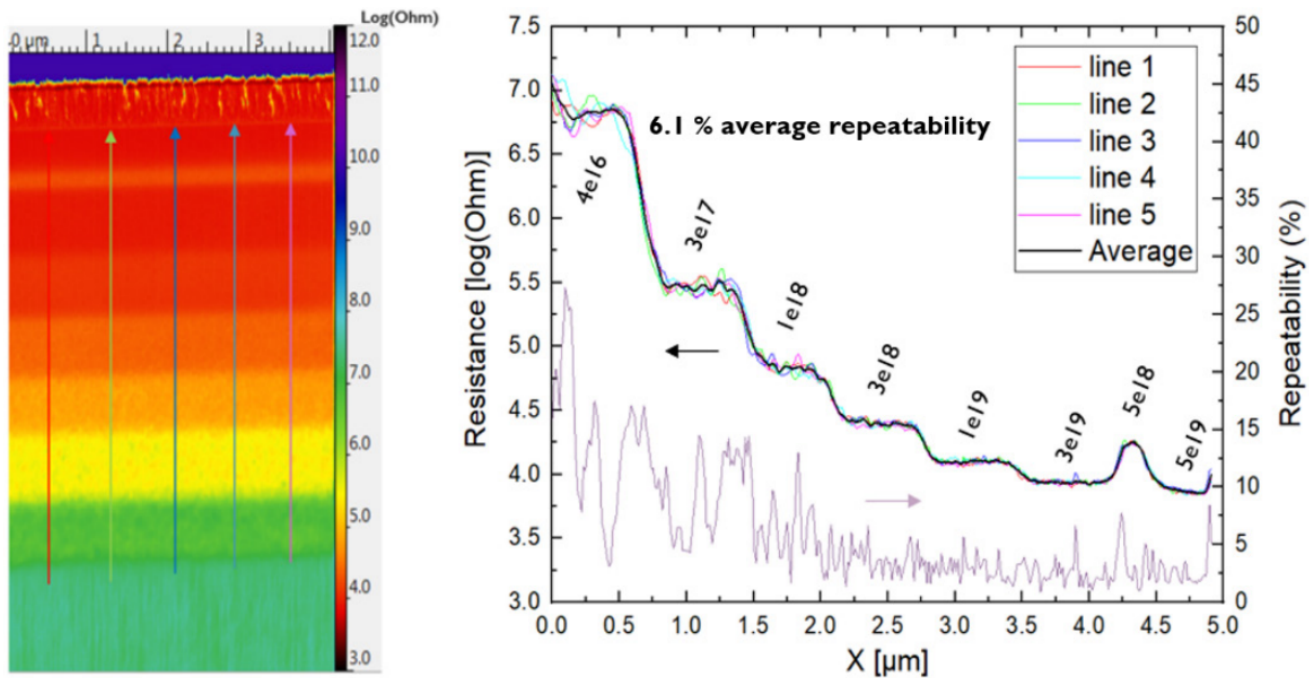 Log(Ohm)
0 µm 1 2 3
12.0
11.0
10.0
9.0
8.0
7.0
6.0
5.0
4.0
3.0
7.5
7.0
6.5
6.0
5.5
5.0
4.5
4.0
3.5
3.0
Resistance [log(Ohm)]
6.1 % average repeatability
4e16
3e17
1e18
3e18
1e19
3e19
5e18
5e19
line 1
line 2
line 3
line 4
line 5
Average
50
45
40
35
30
25
20
15
10
5
0
Repeatability (%)
0.0 0.5 1.0 1.5 2.0 2.5 3.0 3.5 4.0 4.5 5.0
X [µm]